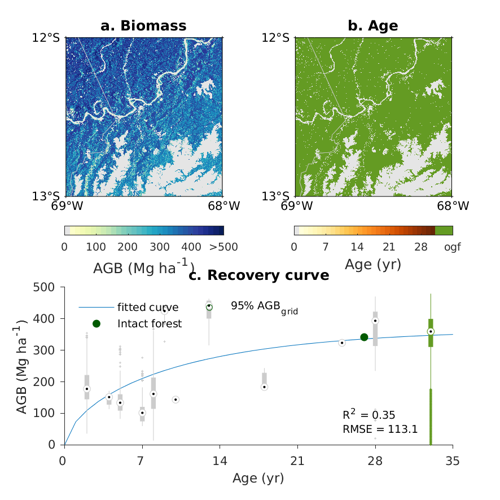 a. Biomass
b. Age
12°S
13°S
69°W
68°W
12°S
13°S
69°W
68°W
0 100 200 300 400 >500
AGB (Mg ha⁻¹)
0 7 14 21 28 ogf
Age (yr)
c. Recovery curve
500
400
300
200
100
0
AGB (Mg ha⁻¹)
fitted curve
Intact forest
95% AGB_grid
R² = 0.35
RMSE = 113.1
0 7 14 21 28 35
Age (yr)